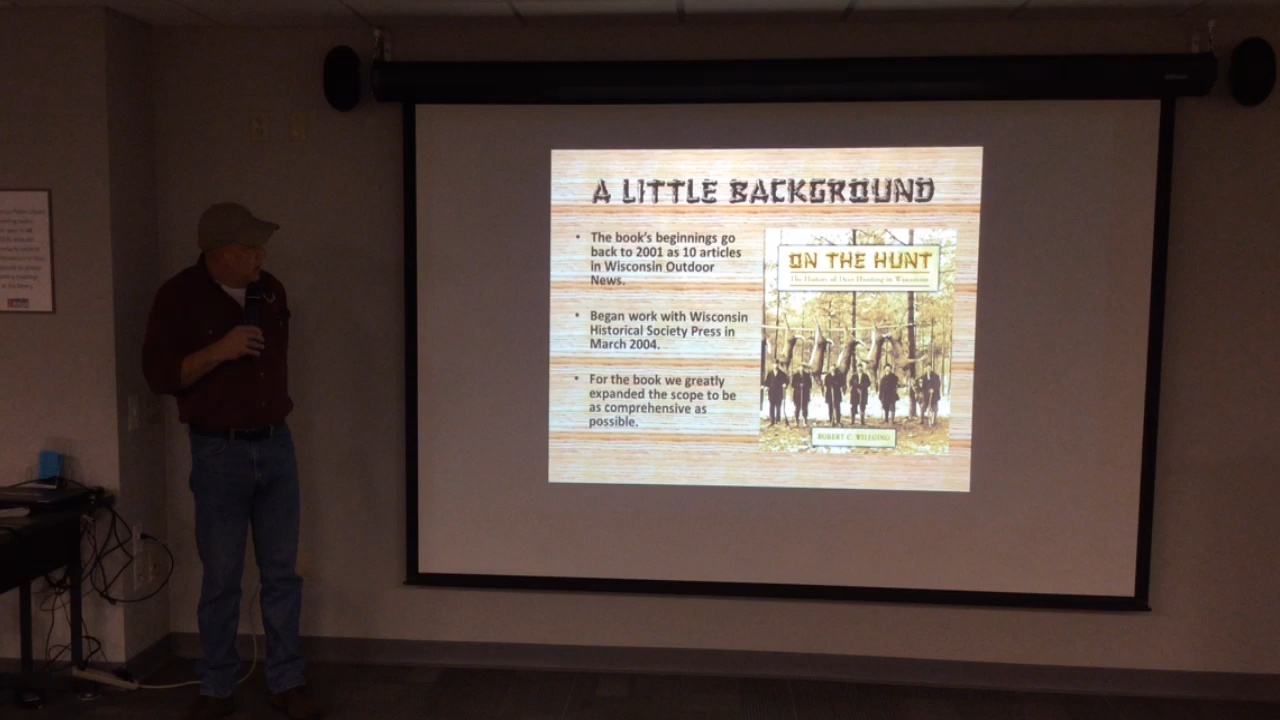 A LITTLE BACKGROUND
• The book's beginnings go
back to 2001 as 10 articles
in Wisconsin Outdoor
News.
• Began work with Wisconsin
Historical Society Press in
March 2004.
• For the book we greatly
expanded the scope to be
as comprehensive as
possible.
ON THE HUNT
The History of Deer Hunting in Wisconsin
ROBERT C. WILLGING